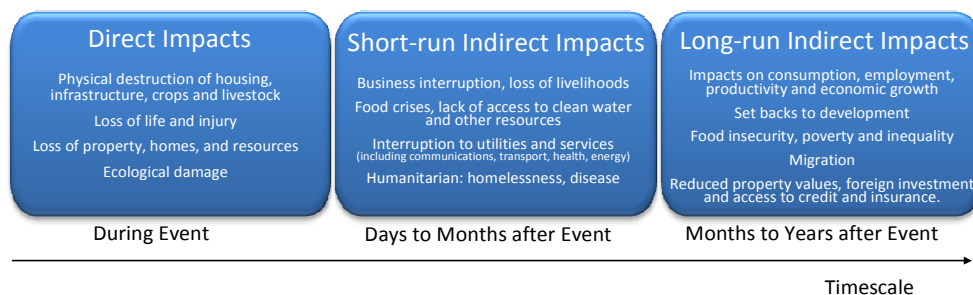 Direct Impacts
Physical destruction of housing,
infrastructure, crops and livestock
Loss of life and injury
Loss of property, homes, and resources
Ecological damage
During Event
Short-run Indirect Impacts
Business interruption, loss of livelihoods
Food crises, lack of access to clean water
and other resources
Interruption to utilities and services
(including communications, transport, health, energy)
Humanitarian: homelessness, disease
Days to Months after Event
Long-run Indirect Impacts
Impacts on consumption, employment,
productivity and economic growth
Set backs to development
Food insecurity, poverty and inequality
Migration
Reduced property values, foreign investment
and access to credit and insurance.
Months to Years after Event
Timescale